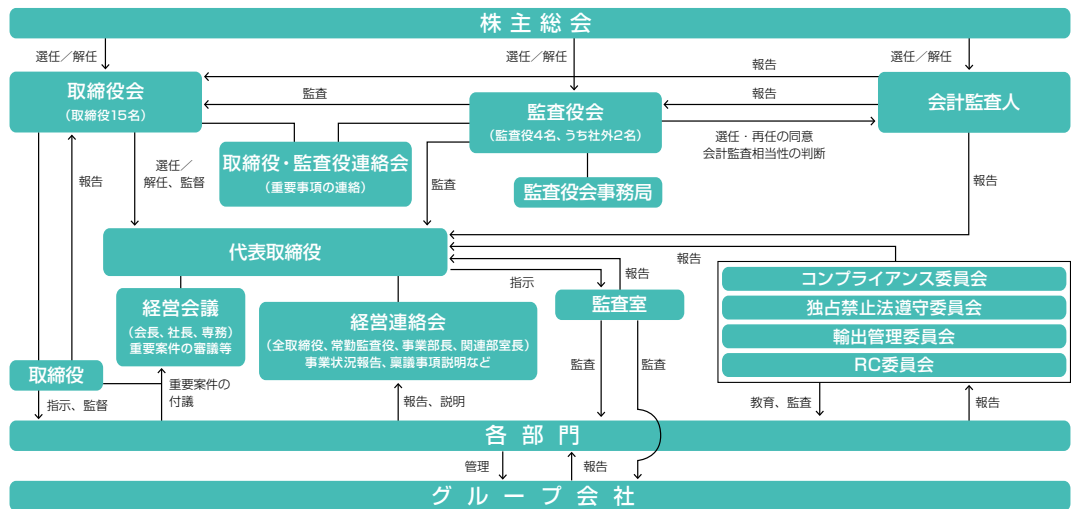 株主総会
選任／解任
選任／解任
選任／解任
取締役会
（取締役15名）
監査
監査役会
（監査役4名、うち社外2名）
報告
報告
会計監査人
選任・再任の同意
会計監査相当性の判断
報告
選任／
解任、監督
取締役・監査役連絡会
（重要事項の連絡）
監査
監査役会事務局
報告
代表取締役
指示
報告
報告
経営会議
（会長、社長、専務）
重要案件の審議等
経営連絡会
（全取締役、常勤監査役、事業部長、関連部室長）
事業状況報告、稟議事項説明など
監査室
コンプライアンス委員会
独占禁止法遵守委員会
輸出管理委員会
RC委員会
取締役
重要案件の
付議
指示、監督
報告、説明
監査
監査
教育、監査
報告
各部門
管理
報告
グループ会社